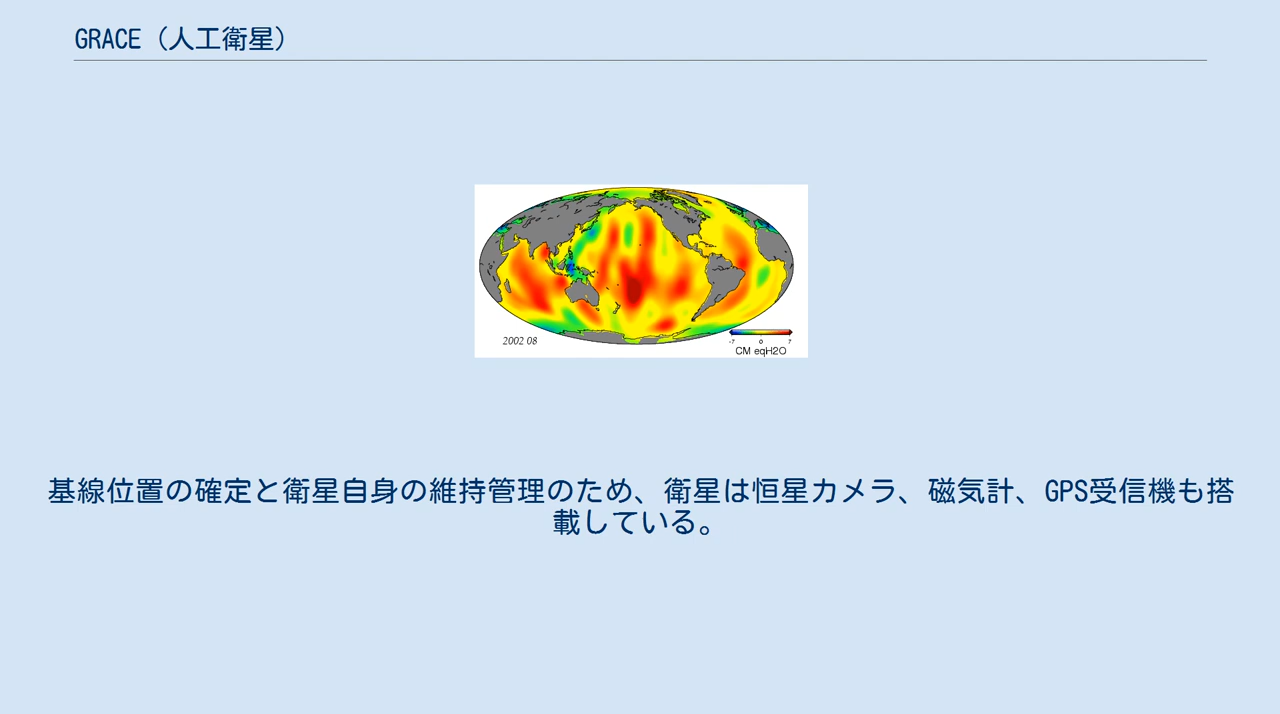 GRACE（人工衛星）
2002 08
-7 0 7
CM eqH2O
基線位置の確定と衛星自身の維持管理のため、衛星は恒星カメラ、磁気計、GPS受信機も搭
載している。